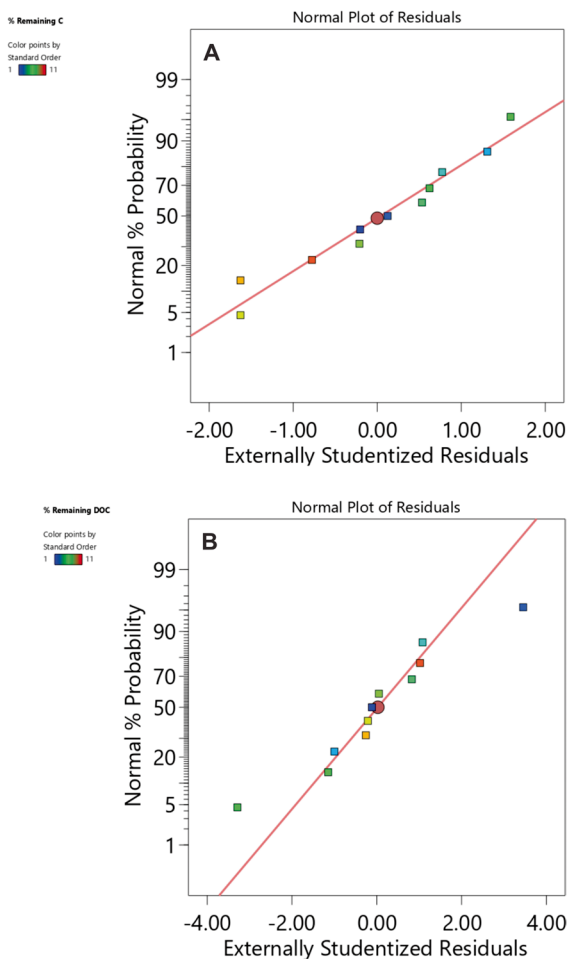 % Remaining C
Color points by
Standard Order
1 11
Normal Plot of Residuals
A
Normal % Probability
99
90
70
50
20
5
1
-2.00 -1.00 0.00 1.00 2.00
Externally Studentized Residuals
% Remaining DOC
Color points by
Standard Order
1 11
Normal Plot of Residuals
B
Normal % Probability
99
90
70
50
20
5
1
-4.00 -2.00 0.00 2.00 4.00
Externally Studentized Residuals